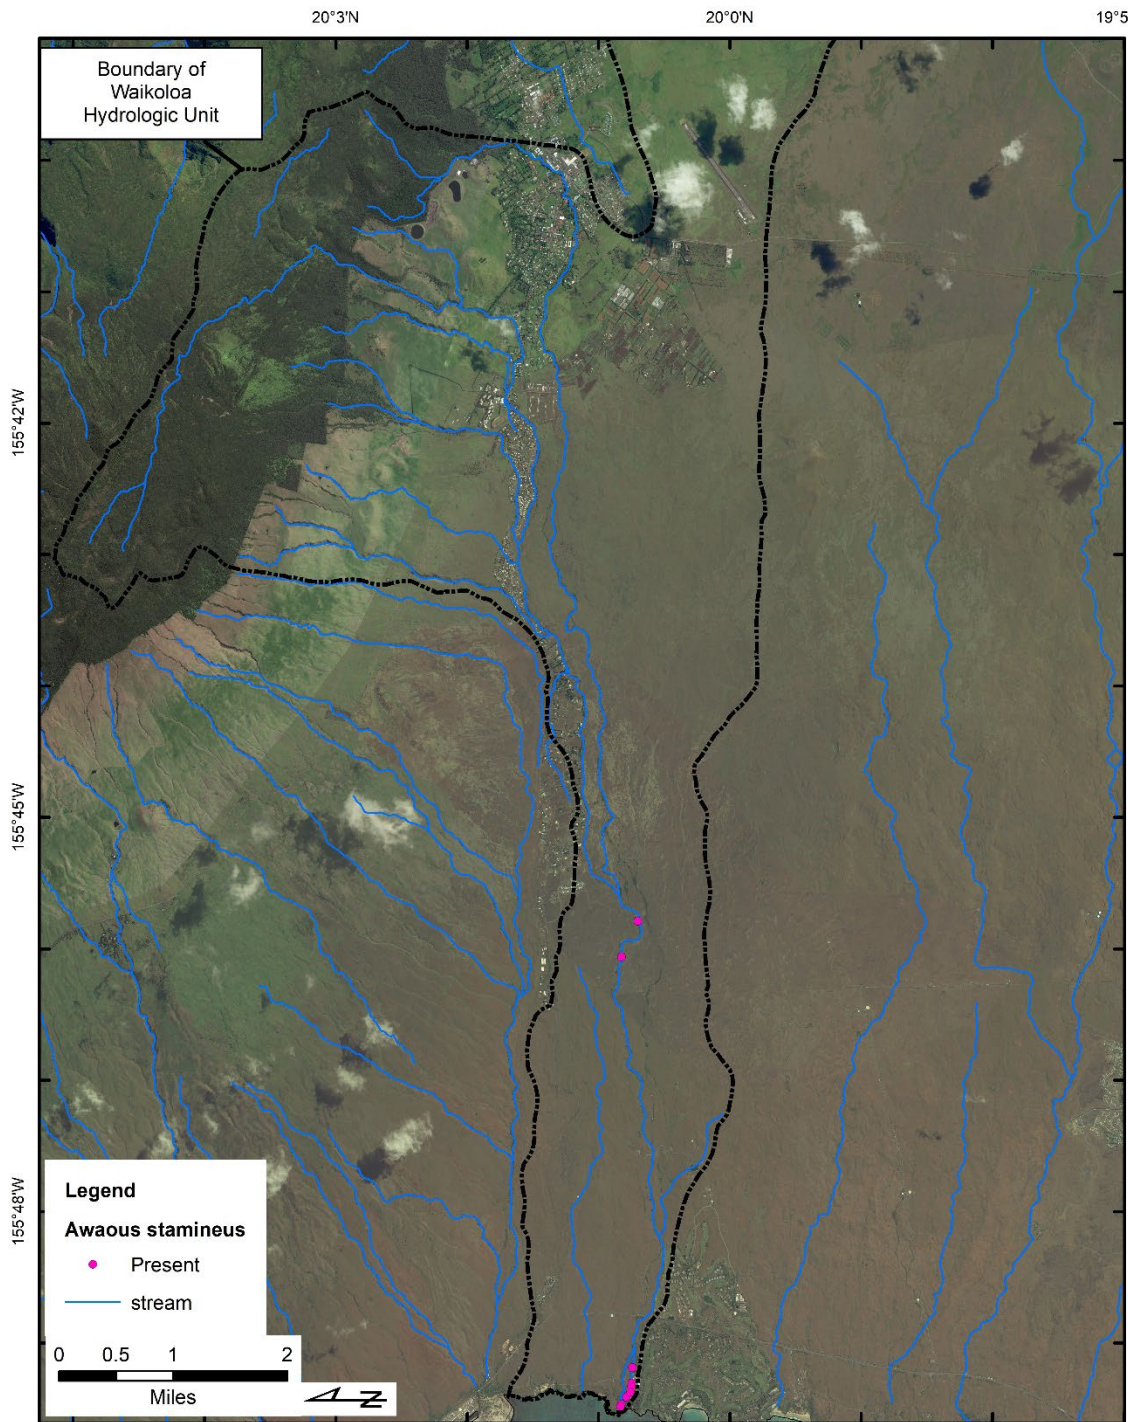 20°3'N 20°0'N 19°5
Boundary of
Waikoloa
Hydrologic Unit
155°42'W
155°45'W
155°48'W
Legend
Awaous stamineus
Present
stream
0 0.5 1 2
Miles
N